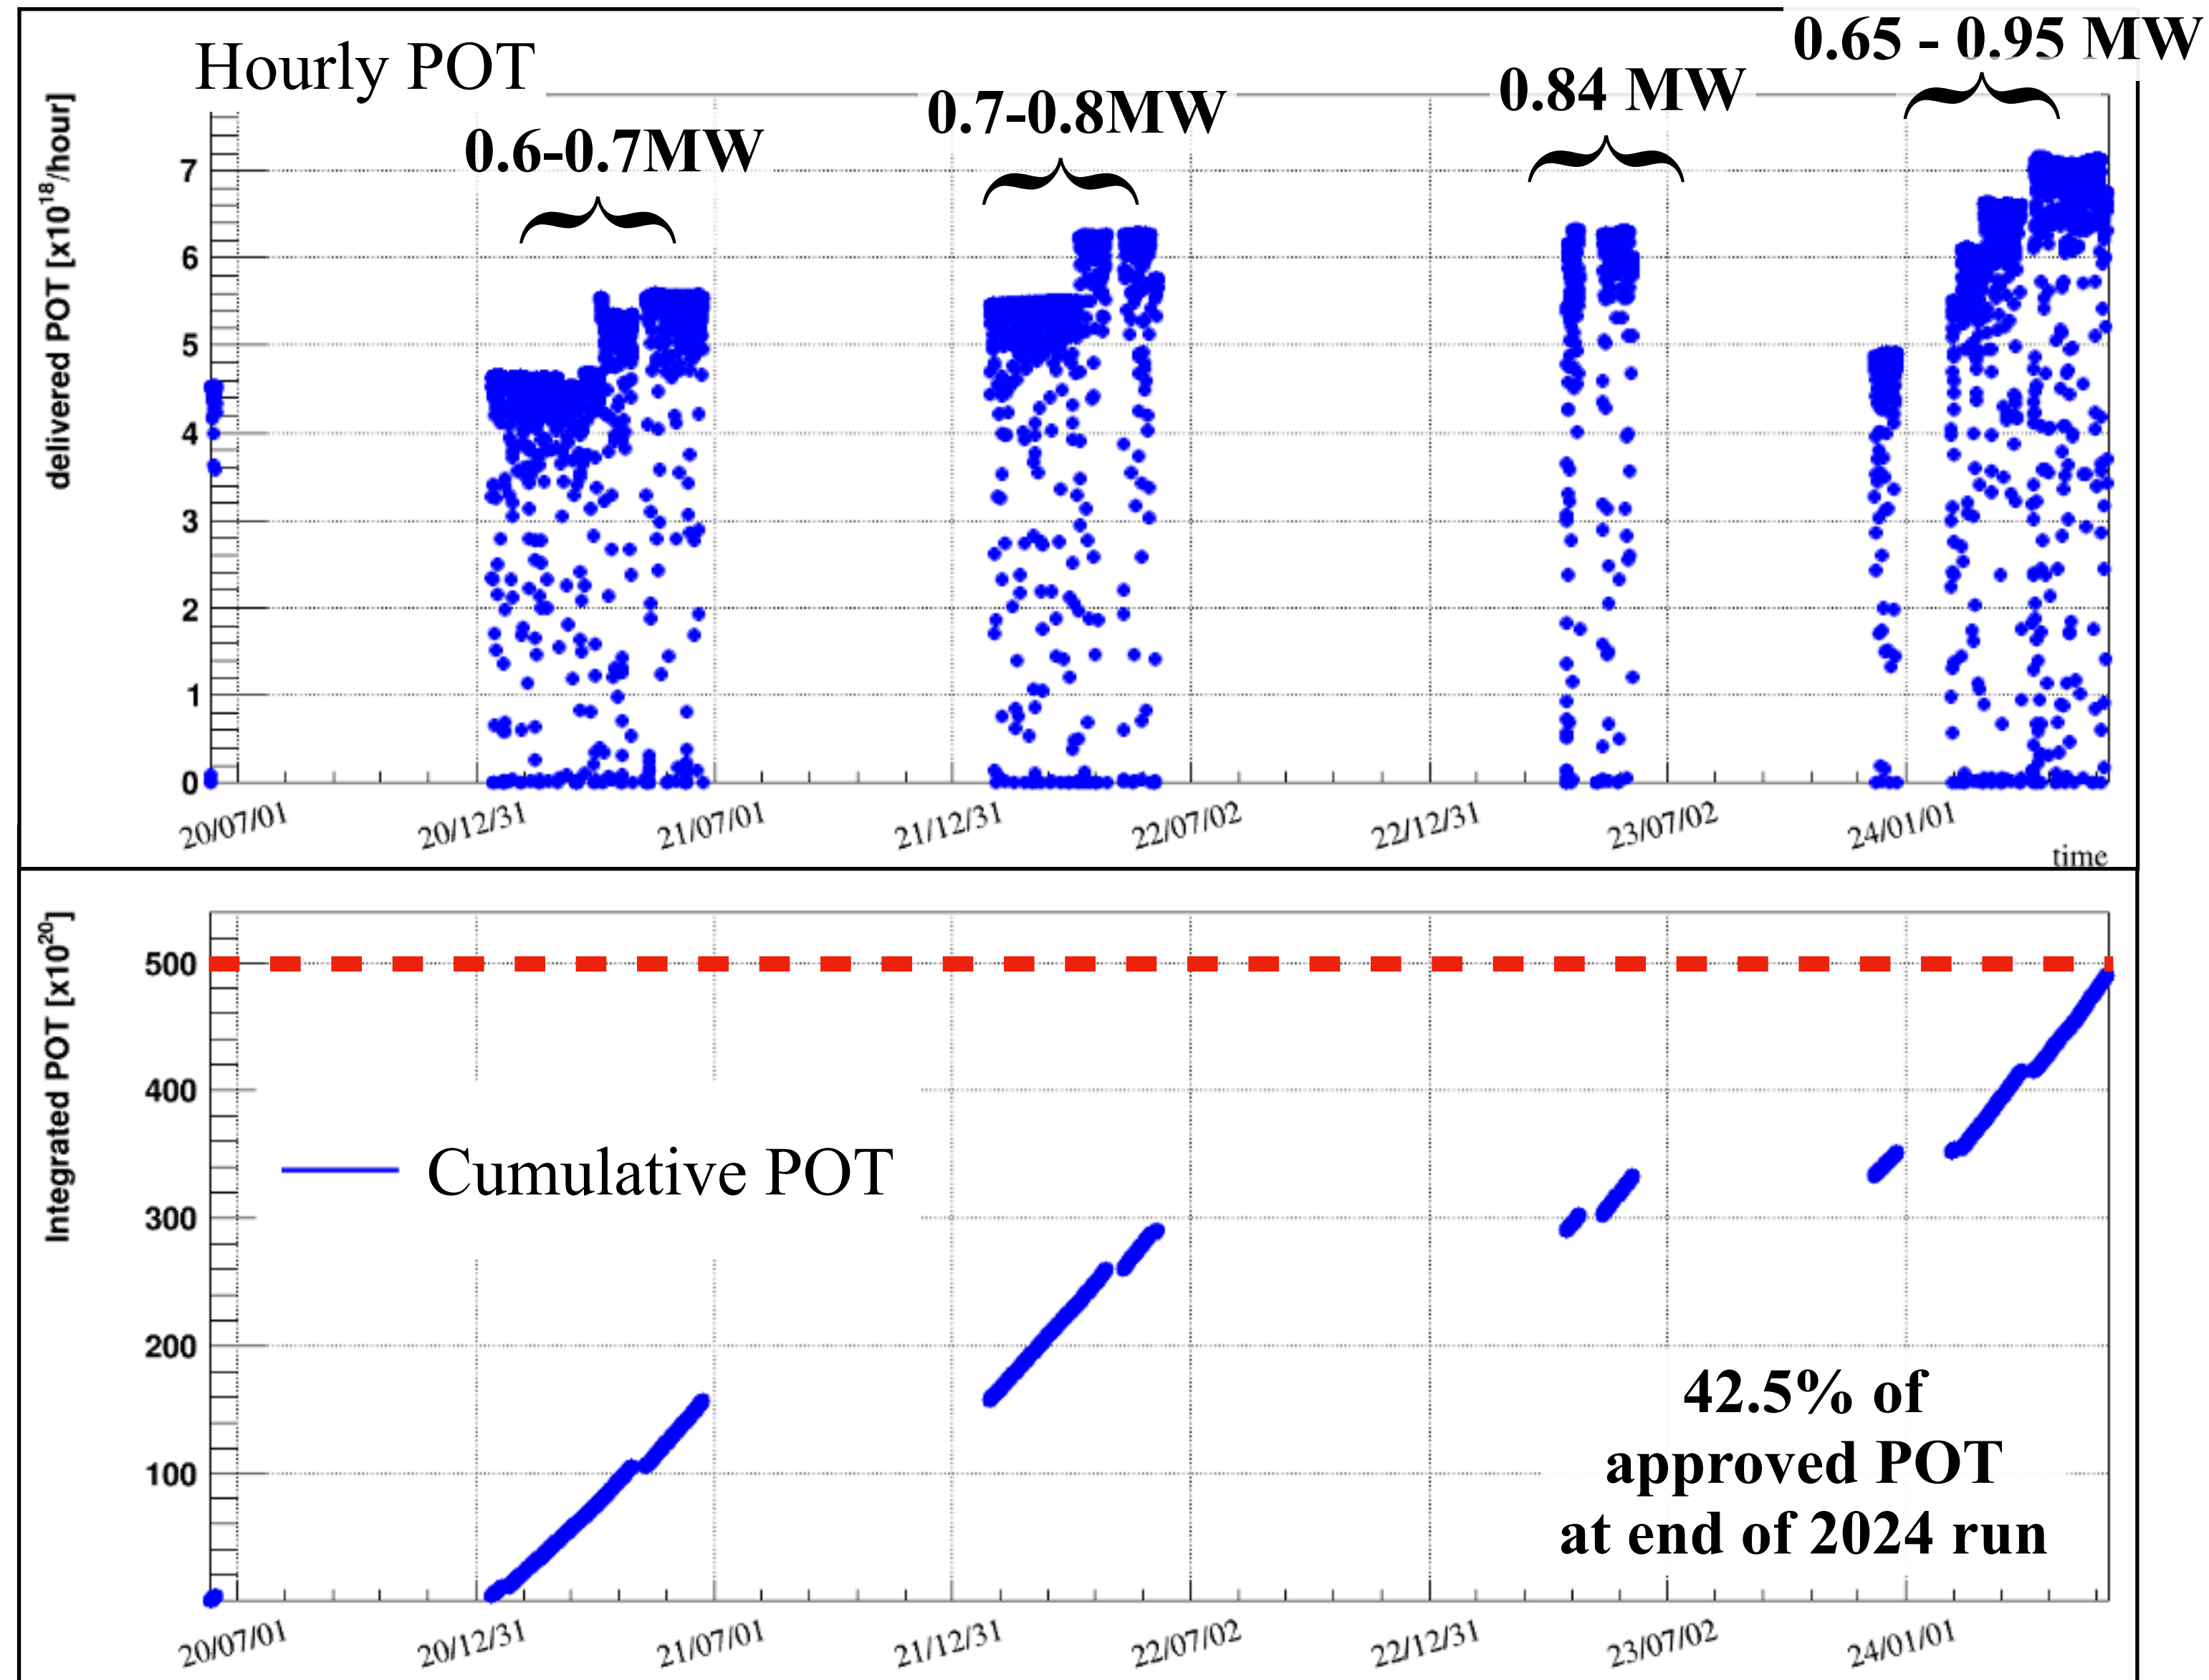 Hourly POT
0.6-0.7MW
0.7-0.8MW
0.84 MW
0.65 - 0.95 MW
delivered POT [x10^18/hour]
7
6
5
4
3
2
1
0
20/07/01
20/12/31
21/07/01
21/12/31
22/07/02
22/12/31
23/07/02
24/01/01
time
Integrated POT [x10^20]
500
400
300
200
100
Cumulative POT
42.5% of
approved POT
at end of 2024 run
20/07/01
20/12/31
21/07/01
21/12/31
22/07/02
22/12/31
23/07/02
24/01/01